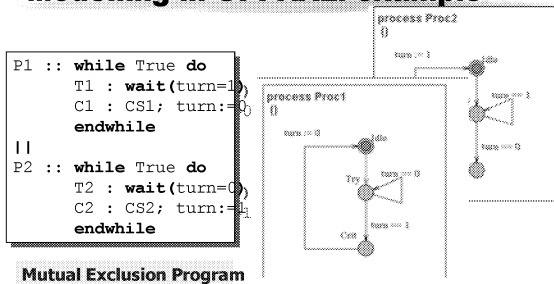 P1 :: while True do
T1 : wait(turn=1)
C1 : CS1; turn:=0
endwhile
||
P2 :: while True do
T2 : wait(turn=0)
C2 : CS2; turn:=1
endwhile
Mutual Exclusion Program
process Proc1
()
turn := 0
Idle
Try
turn == 0
turn == 1
Crit
process Proc2
()
turn := 1
Idle
turn == 1
turn == 0